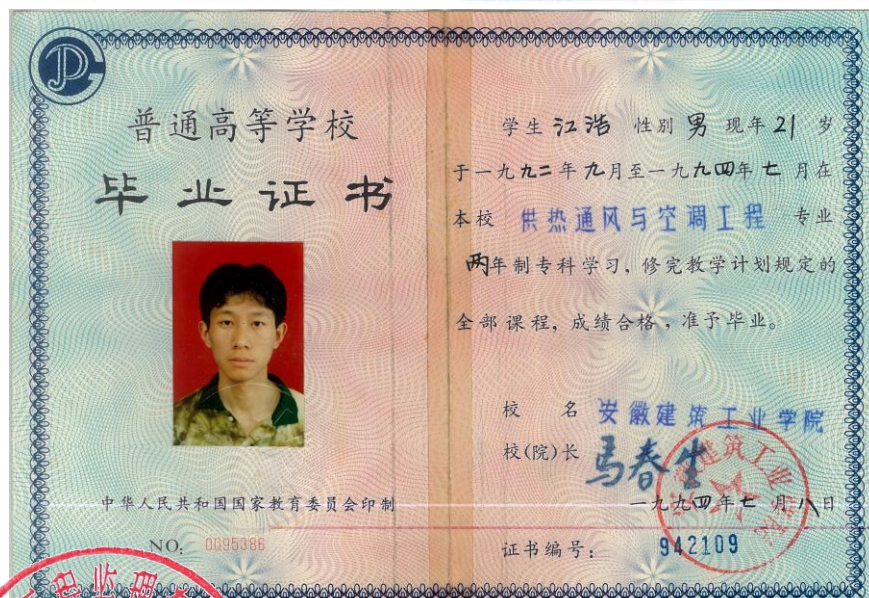 普通高等学校
毕业证书
中华人民共和国国家教育委员会印制
NO: 0095386
学生 江浩 性别 男 现年 21 岁
于一九九二年九月至一九九四年七月在
本校 供热通风与空调工程 专业
两年制专科学习，修完教学计划规定的
全部课程，成绩合格，准予毕业。
校 名 安徽建筑工业学院
校(院)长 马春生
一九九四年七月八日
证书编号： 942109